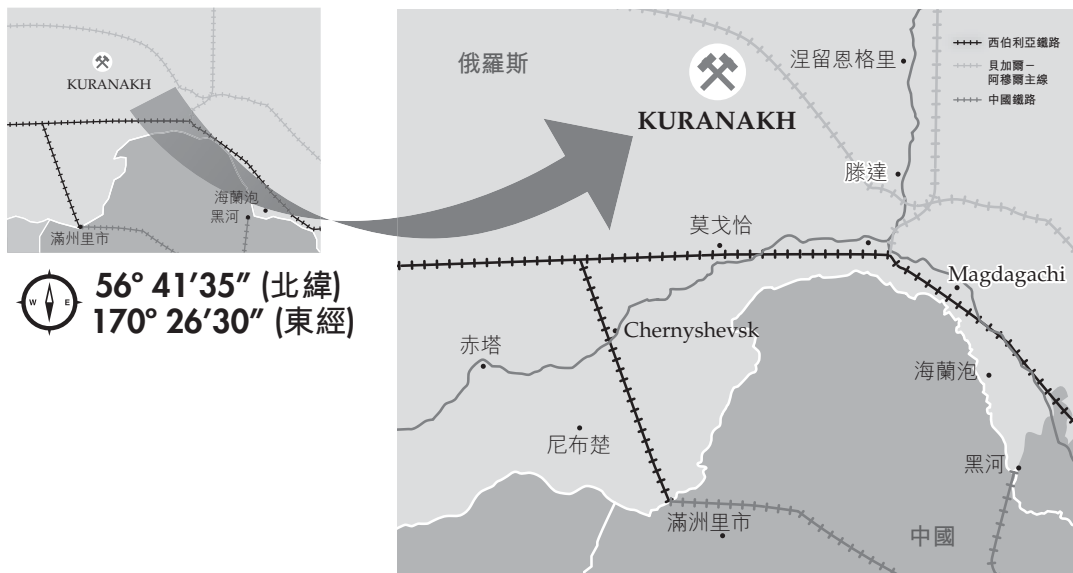 KURANAKH
海蘭泡
黑河
滿州里市
W E
56° 41'35" (北緯)
170° 26'30" (東經)
俄羅斯
涅留恩格里
西伯利亞鐵路
貝加爾－
阿穆爾主線
中國鐵路
KURANAKH
滕達
莫戈恰
Magdagachi
Chernyshevsk
赤塔
海蘭泡
尼布楚
黑河
滿洲里市
中國